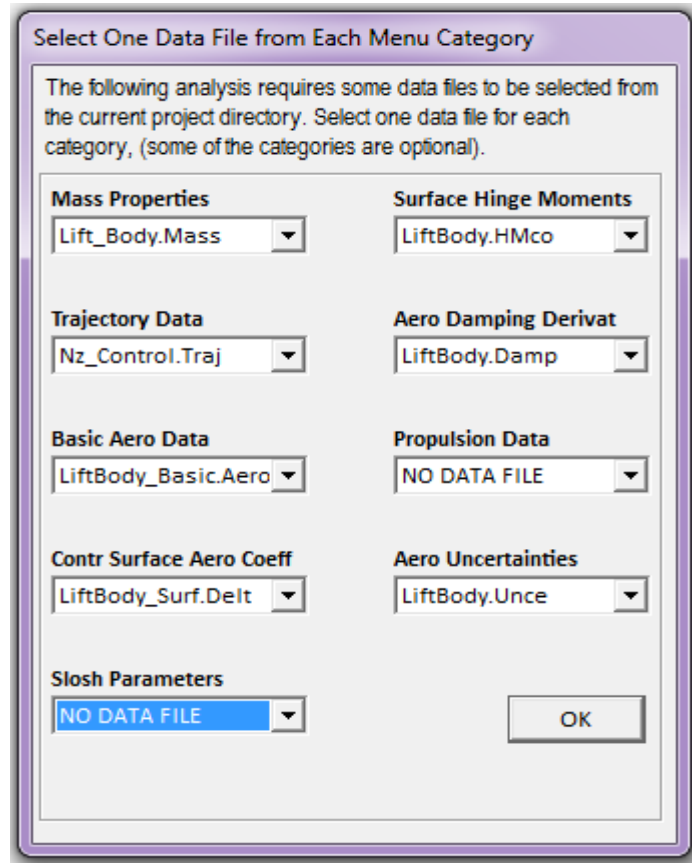 Select One Data File from Each Menu Category
The following analysis requires some data files to be selected from
the current project directory. Select one data file for each
category, (some of the categories are optional).
Mass Properties
Lift_Body.Mass
Surface Hinge Moments
LiftBody.HMco
Trajectory Data
Nz_Control.Traj
Aero Damping Derivat
LiftBody.Damp
Basic Aero Data
LiftBody_Basic.Aero
Propulsion Data
NO DATA FILE
Contr Surface Aero Coeff
LiftBody_Surf.Delt
Aero Uncertainties
LiftBody.Unce
Slosh Parameters
NO DATA FILE
OK